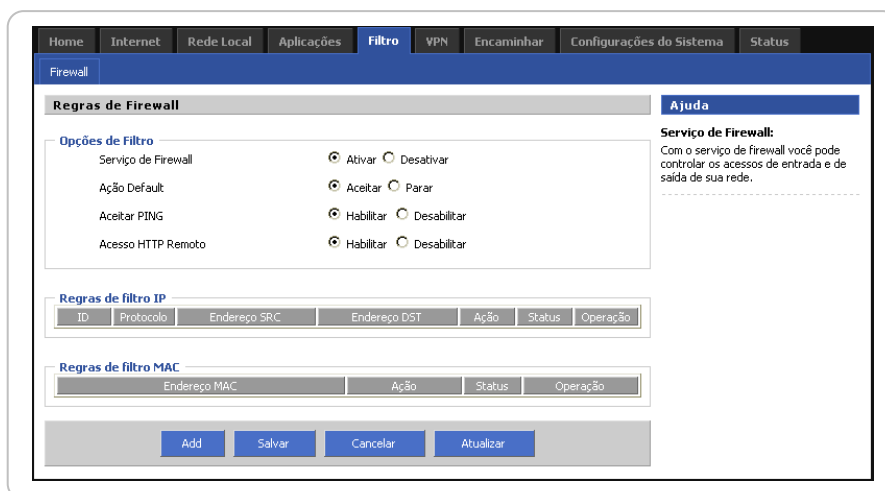 Home Internet Rede Local Aplicações Filtro VPN Encaminhar Configurações do Sistema Status
Firewall
Regras de Firewall
Opções de Filtro
Serviço de Firewall Ativar Desativar
Ação Default Aceitar Parar
Aceitar PING Habilitar Desabilitar
Acesso HTTP Remoto Habilitar Desabilitar
Regras de filtro IP
ID Protocolo Endereço SRC Endereço DST Ação Status Operação
Regras de filtro MAC
Endereço MAC Ação Status Operação
Add Salvar Cancelar Atualizar
Ajuda
Serviço de Firewall:
Com o serviço de firewall você pode
controlar os acessos de entrada e de
saída de sua rede.